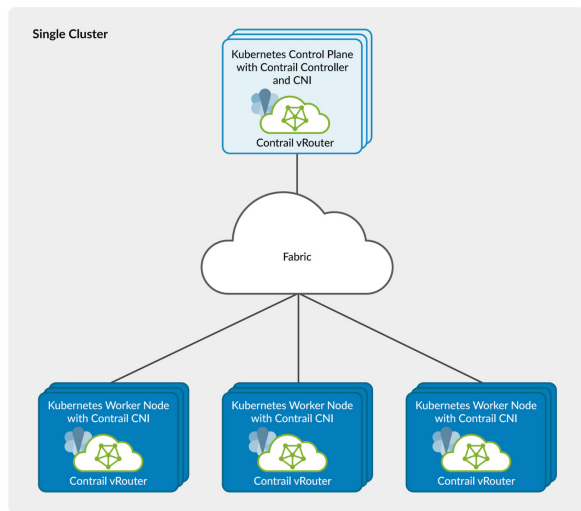 Single Cluster
Kubernetes Control Plane
with Contrail Controller
and CNI
Contrail vRouter
Fabric
Kubernetes Worker Node
with Contrail CNI
Contrail vRouter
Kubernetes Worker Node
with Contrail CNI
Contrail vRouter
Kubernetes Worker Node
with Contrail CNI
Contrail vRouter